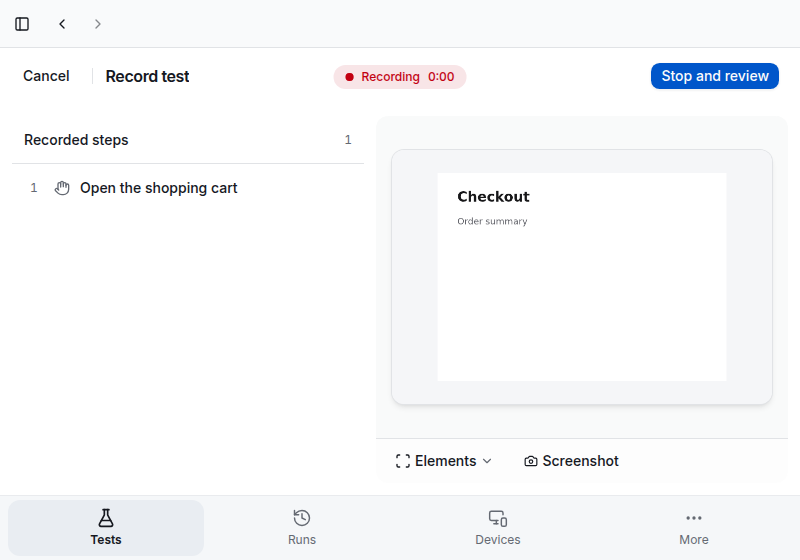 Cancel
Record test
Recording 0:00
Stop and review
Recorded steps
1
1
Open the shopping cart
Checkout
Order summary
Elements
Screenshot
Tests
Runs
Devices
More